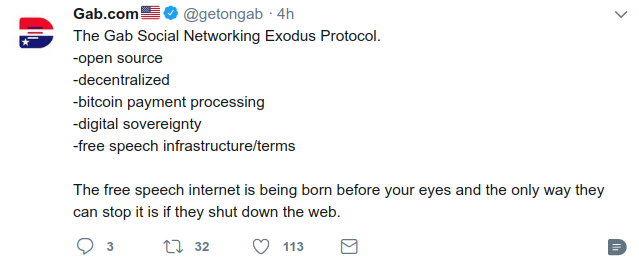 Gab.com🇺🇸 @getongab · 4h
The Gab Social Networking Exodus Protocol.
-open source
-decentralized
-bitcoin payment processing
-digital sovereignty
-free speech infrastructure/terms
The free speech internet is being born before your eyes and the only way they
can stop it is if they shut down the web.
3 32 113